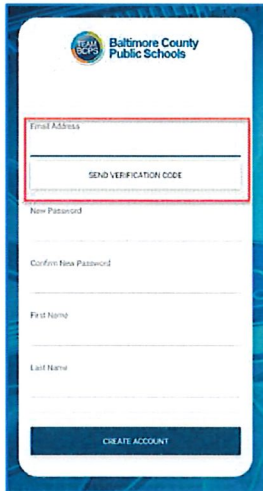 TEAM
BCPS
Baltimore County
Public Schools
Email Address
SEND VERIFICATION CODE
New Password
Confirm New Password
First Name
Last Name
CREATE ACCOUNT